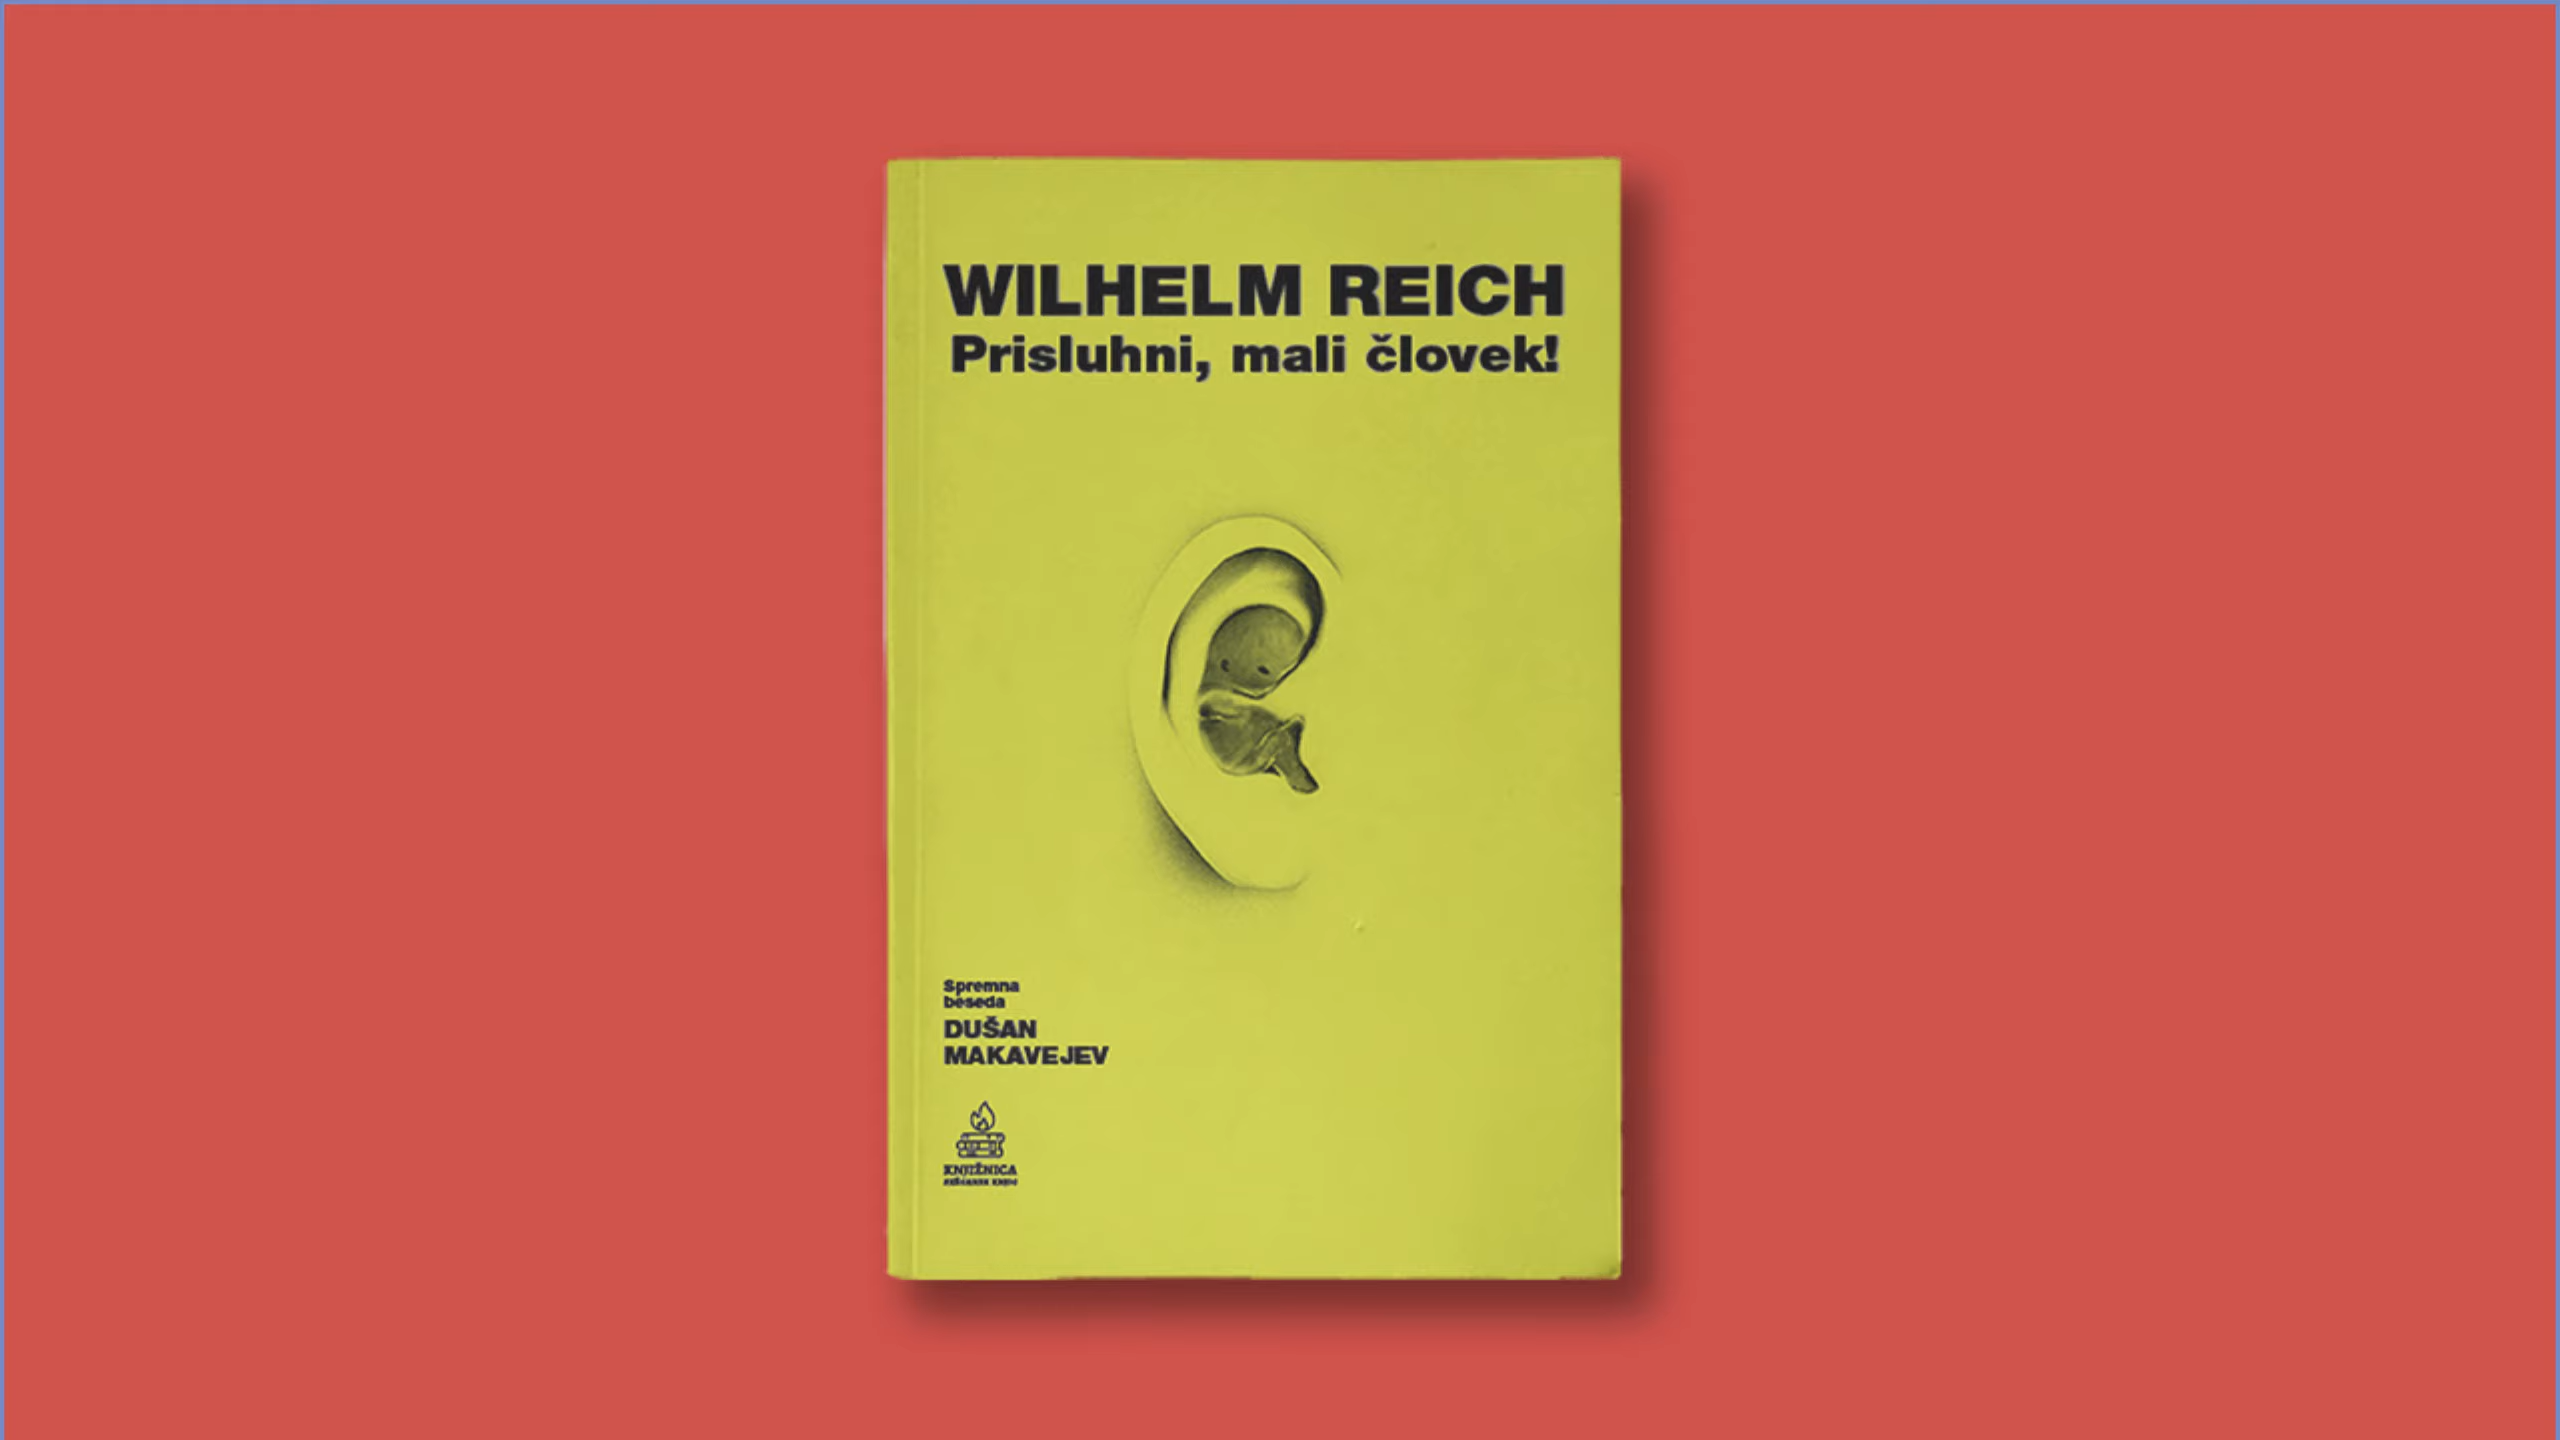 WILHELM REICH
Prisluhni, mali človek!
Spremna
beseda
DUŠAN
MAKAVEJEV
KNJIŽNICA